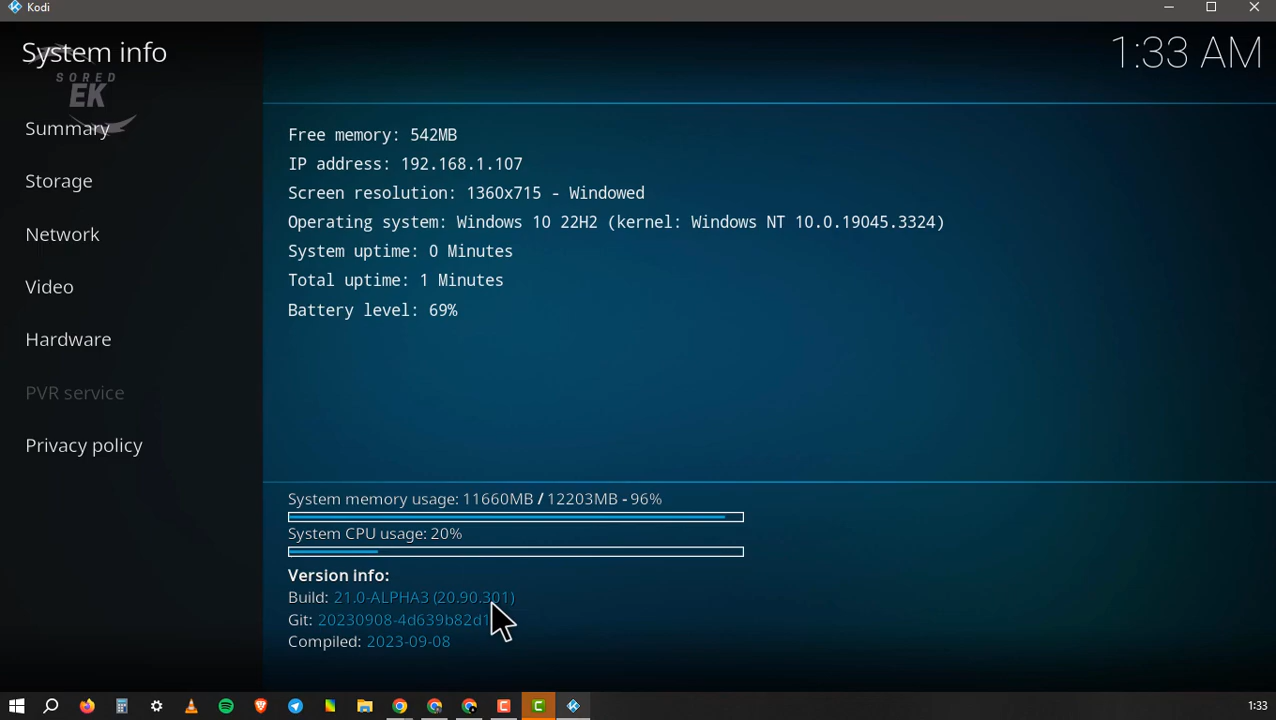 Kodi
System info
1:33 AM
SORED
EK
Summary
Storage
Network
Video
Hardware
PVR service
Privacy policy
Free memory: 542MB
IP address: 192.168.1.107
Screen resolution: 1360x715 - Windowed
Operating system: Windows 10 22H2 (kernel: Windows NT 10.0.19045.3324)
System uptime: 0 Minutes
Total uptime: 1 Minutes
Battery level: 69%
System memory usage: 11660MB / 12203MB - 96%
System CPU usage: 20%
Version info:
Build: 21.0-ALPHA3 (20.90.301)
Git: 20230908-4d639b82d1
Compiled: 2023-09-08
1:33